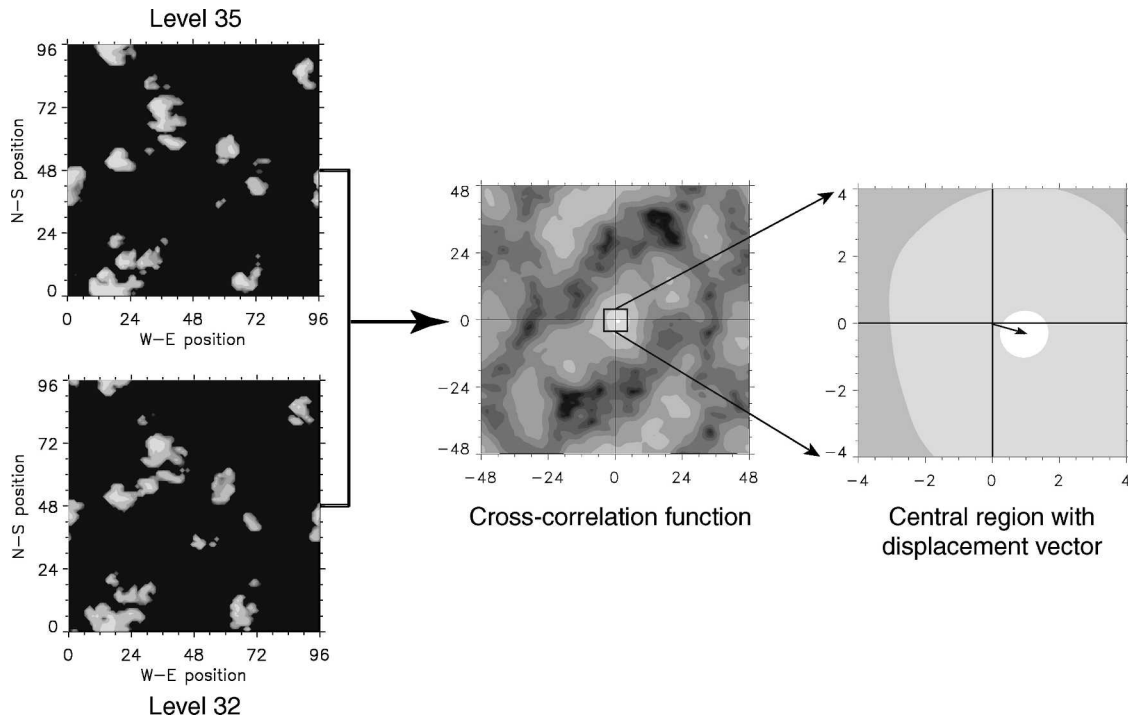 Level 35
96
72
48
24
0
N–S position
0 24 48 72 96
W–E position
96
72
48
24
0
N–S position
0 24 48 72 96
W–E position
Level 32
48
24
0
−24
−48
−48 −24 0 24 48
Cross-correlation function
4
2
0
−2
−4
−4 −2 0 2 4
Central region with
displacement vector